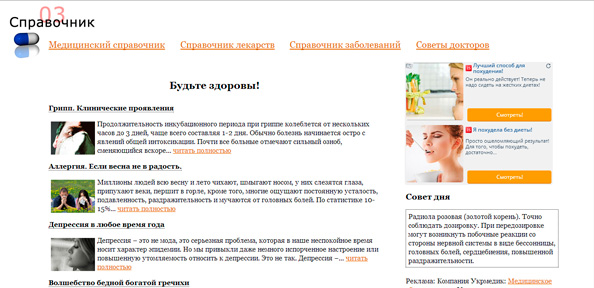 03
Справочник
Медицинский справочник Справочник лекарств Справочник заболеваний Советы докторов
Будьте здоровы!
Грипп. Клинические проявления
Продолжительность инкубационного периода при гриппе колеблется от нескольких
часов до 3 дней, чаще всего составляя 1-2 дня. Обычно болезнь начинается остро с
явлений общей интоксикации. Почти все больные отмечают сильный озноб,
сменяющийся вскоре... читать полностью
Аллергия. Если весна не в радость.
Миллионы людей всю весну и лето чихают, шмыгают носом, у них слезятся глаза,
припухают веки, першит в горле, кроме того, многие ощущают постоянную усталость,
подавленность, раздражительность и мучаются от головных болей. По статистике 10-
15%... читать полностью
Депрессия в любое время года
Депрессия – это не мода, это серьезная проблема, которая в наше неспокойное время
носит характер эпидемии. Но мы привыкли даже явного испорченное настроение или
повышенную утомляемость относить к депрессии. Это не так. Депрессия –... читать
полностью
Волшебство бедной богатой гречихи
Лучший способ для
похудения!
Он реально действует! Теперь не
надо сидеть на жестких диетах!
Смотреть!
Я похудела без диеты!
Просто ошеломляющий результат!
Для того, чтобы похудеть,
достаточно...
Смотреть!
Совет дня
Радиола розовая (золотой корень). Точно
соблюдать дозировку. При передозировке
могут возникнуть побочные реакции со
стороны нервной системы в виде бессонницы,
головных болей, сердцебиения, повышенной
раздражительности.
Реклама: Компания Укрмедик: Медицинские